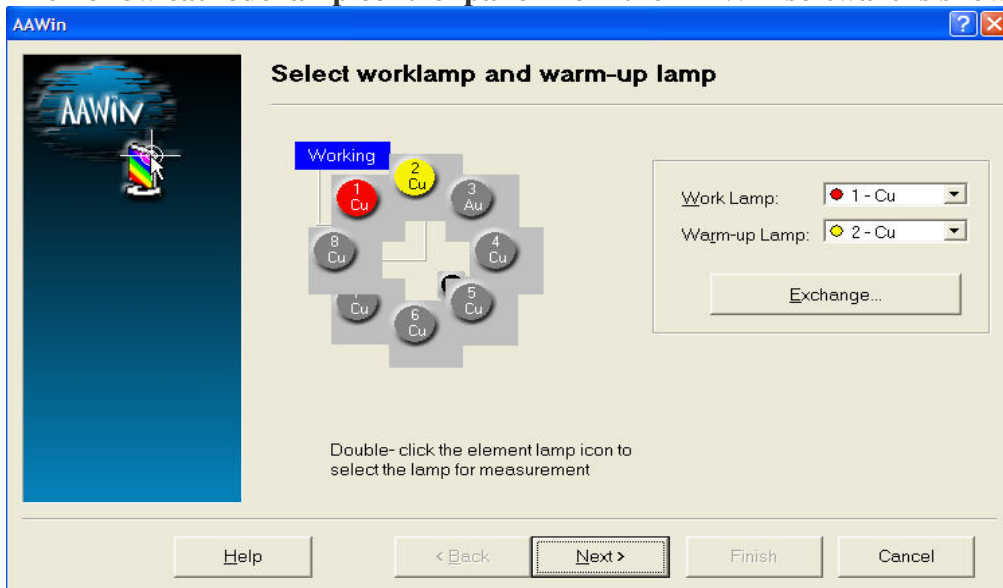 AAWin
Select worklamp and warm-up lamp
AAWiN
Working
1
Cu
2
Cu
3
Au
4
Cu
5
Cu
6
Cu
Cu
8
Cu
Work Lamp: 1 - Cu
Warm-up Lamp: 2 - Cu
Exchange...
Double- click the element lamp icon to
select the lamp for measurement
Help
< Back
Next >
Finish
Cancel